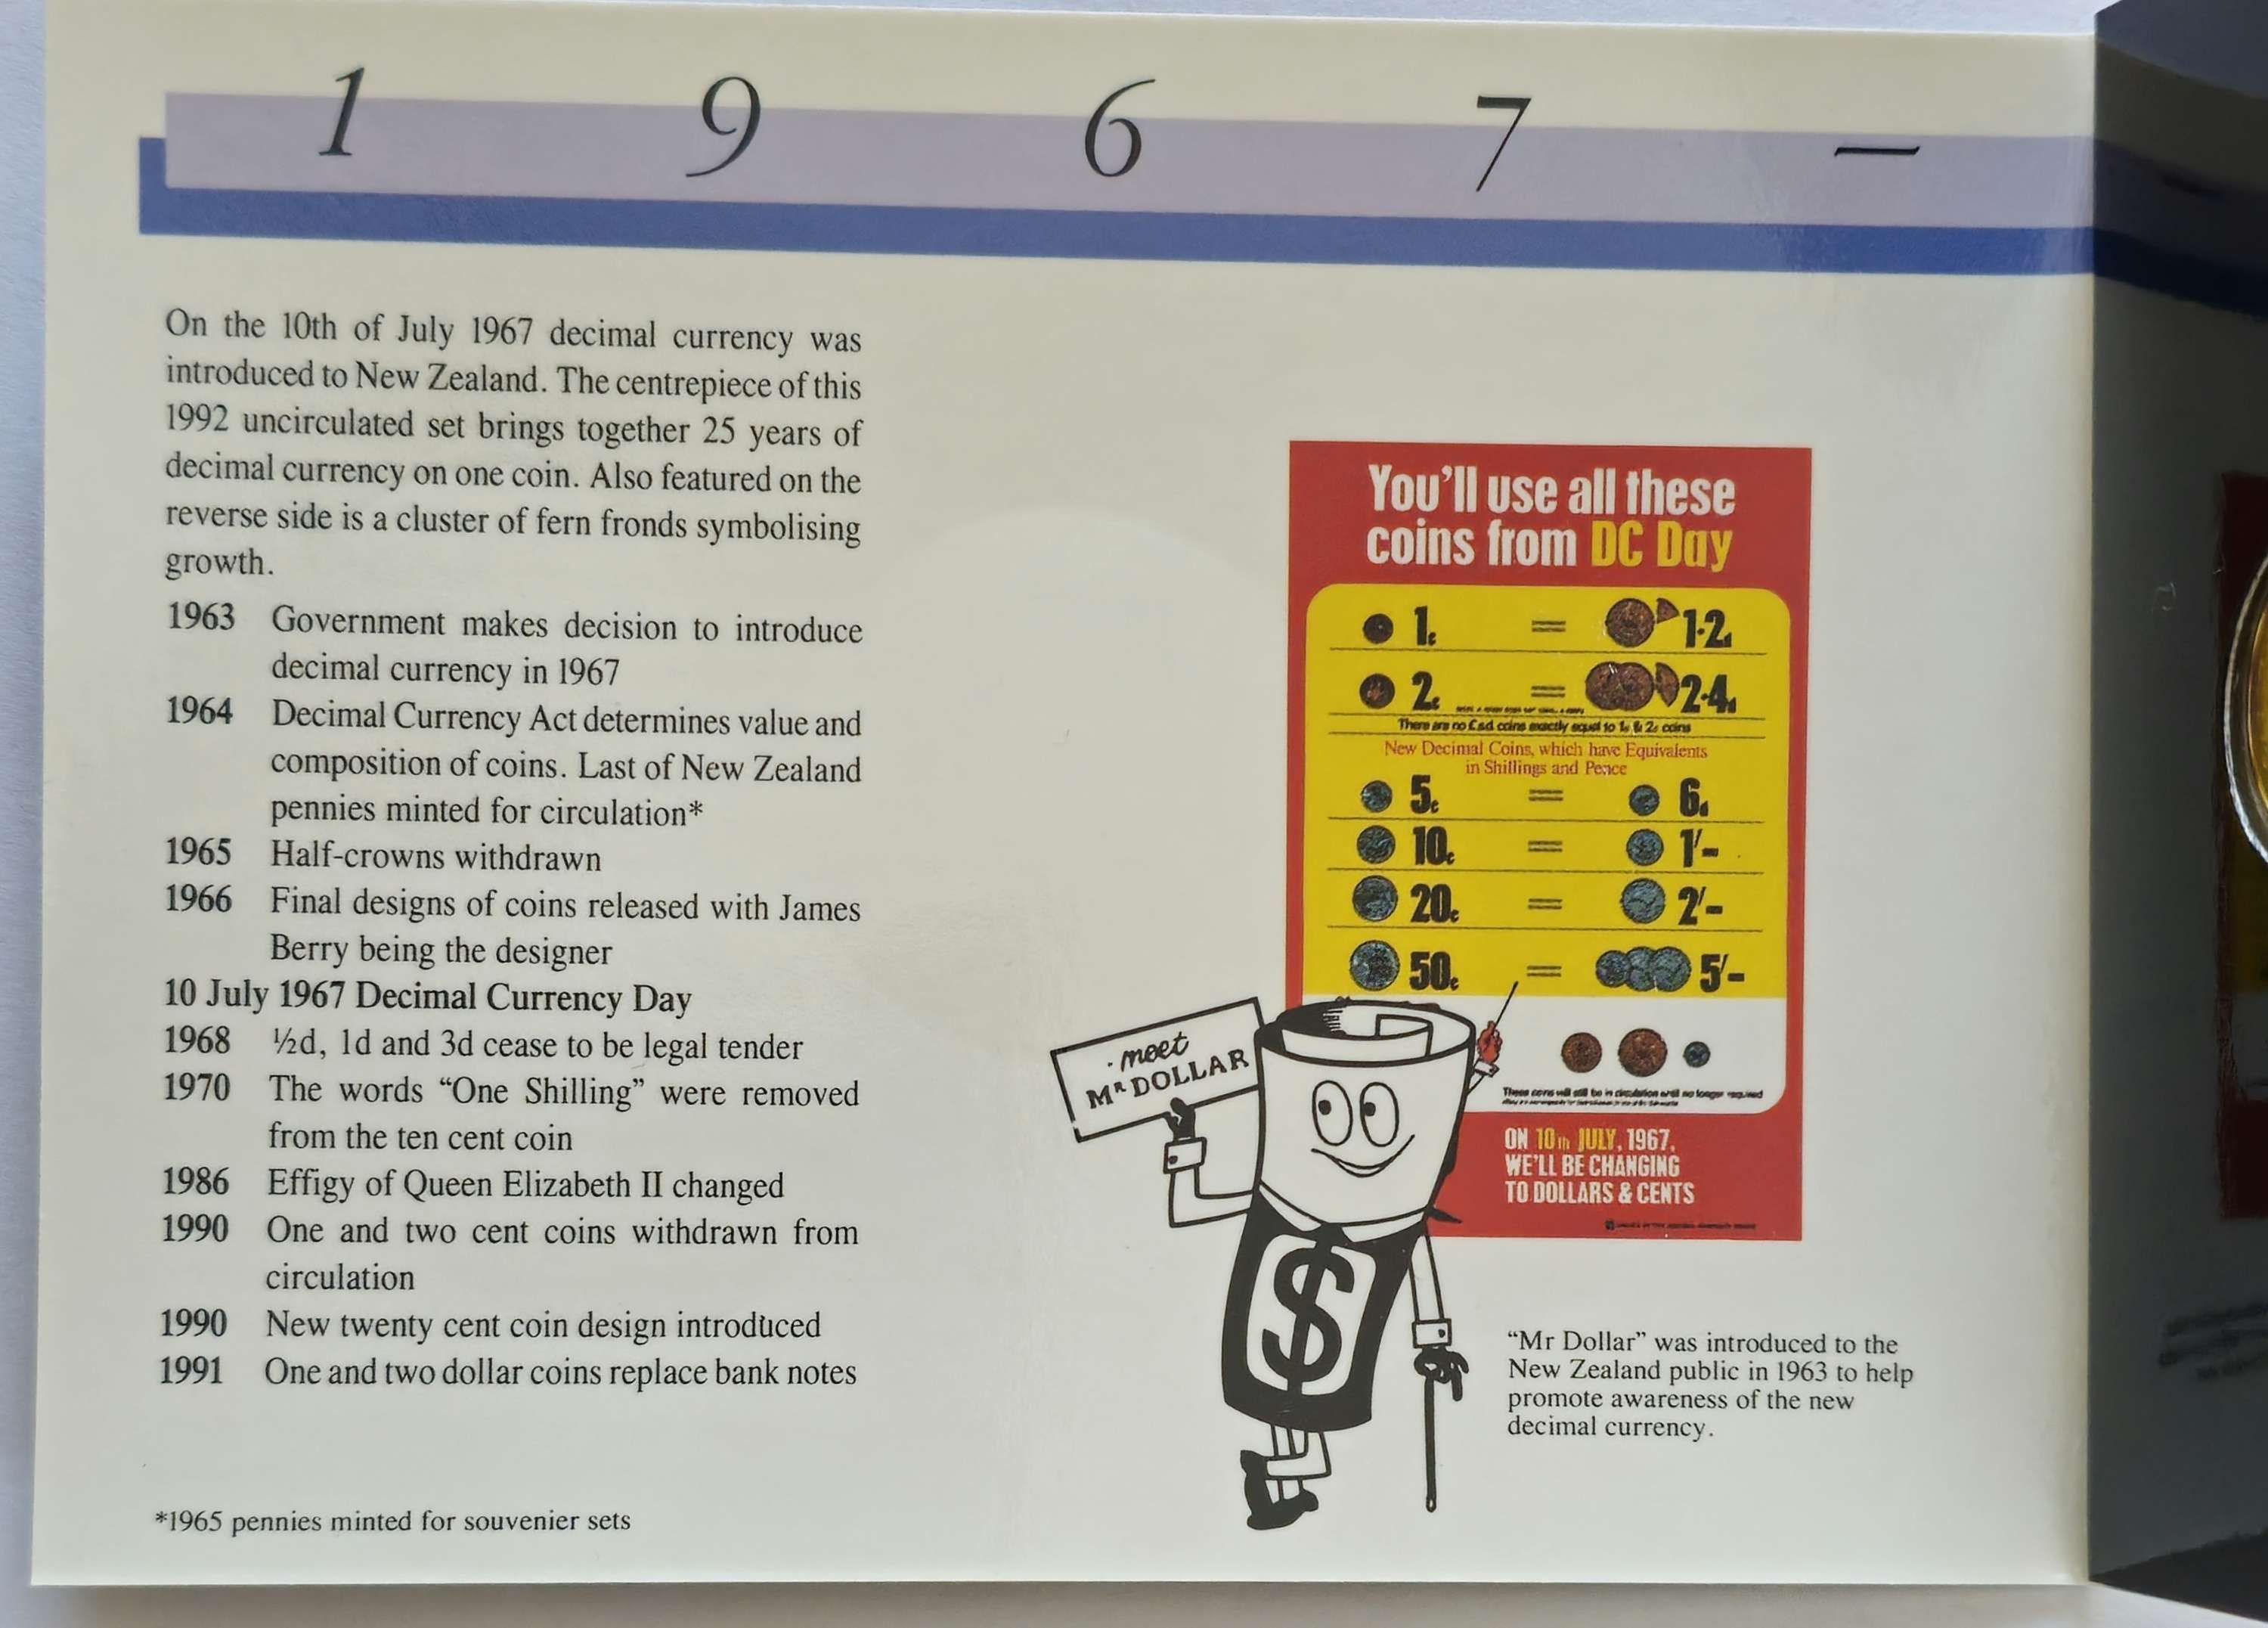 1 9 6 7 –
On the 10th of July 1967 decimal currency was
introduced to New Zealand. The centrepiece of this
1992 uncirculated set brings together 25 years of
decimal currency on one coin. Also featured on the
reverse side is a cluster of fern fronds symbolising
growth.
1963 Government makes decision to introduce
decimal currency in 1967
1964 Decimal Currency Act determines value and
composition of coins. Last of New Zealand
pennies minted for circulation*
1965 Half-crowns withdrawn
1966 Final designs of coins released with James
Berry being the designer
10 July 1967 Decimal Currency Day
1968 ½d, 1d and 3d cease to be legal tender
1970 The words “One Shilling” were removed
from the ten cent coin
1986 Effigy of Queen Elizabeth II changed
1990 One and two cent coins withdrawn from
circulation
1990 New twenty cent coin design introduced
1991 One and two dollar coins replace bank notes
*1965 pennies minted for souvenier sets
You'll use all these
coins from DC Day
1c = 1·2d
2c = 2·4d
There are no £sd coins exactly equal to 1c & 2c coins
New Decimal Coins, which have Equivalents
in Shillings and Pence
5c = 6d
10c = 1'-
20c = 2'-
50c = 5'-
These coins will still be in circulation until no longer required
ON 10th JULY, 1967,
WE'LL BE CHANGING
TO DOLLARS & CENTS
meet
Mr DOLLAR
$
“Mr Dollar” was introduced to the
New Zealand public in 1963 to help
promote awareness of the new
decimal currency.